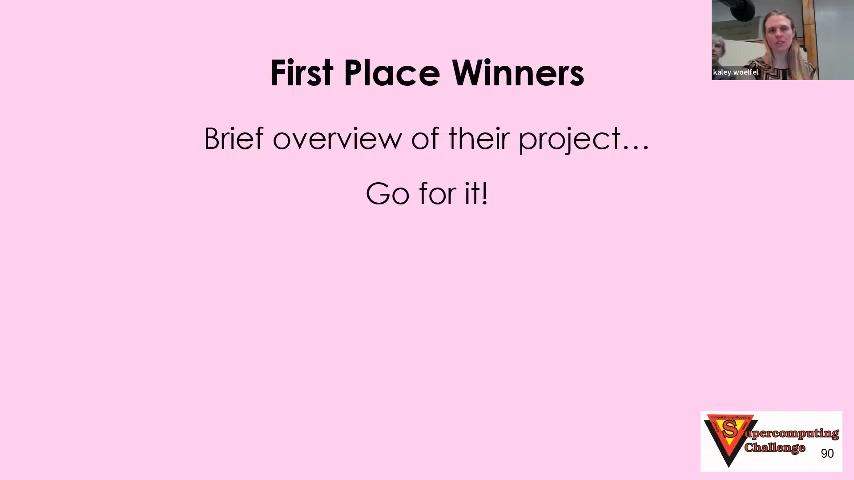 First Place Winners
Brief overview of their project...
Go for it!
kaley woelfel
Supercomputing
Challenge
90